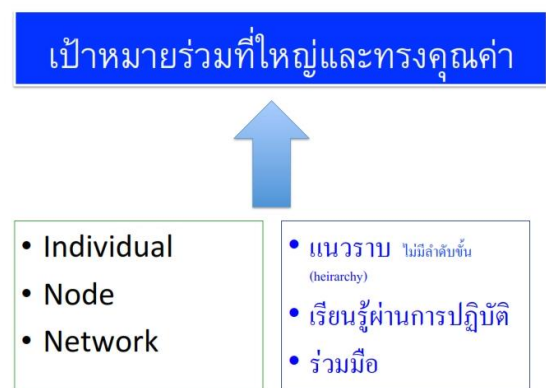 เป้าหมายร่วมที่ใหญ่และทรงคุณค่า
• Individual
• Node
• Network
• แนวราบ ไม่มีลำดับขั้น
(heirarchy)
• เรียนรู้ผ่านการปฏิบัติ
• ร่วมมือ